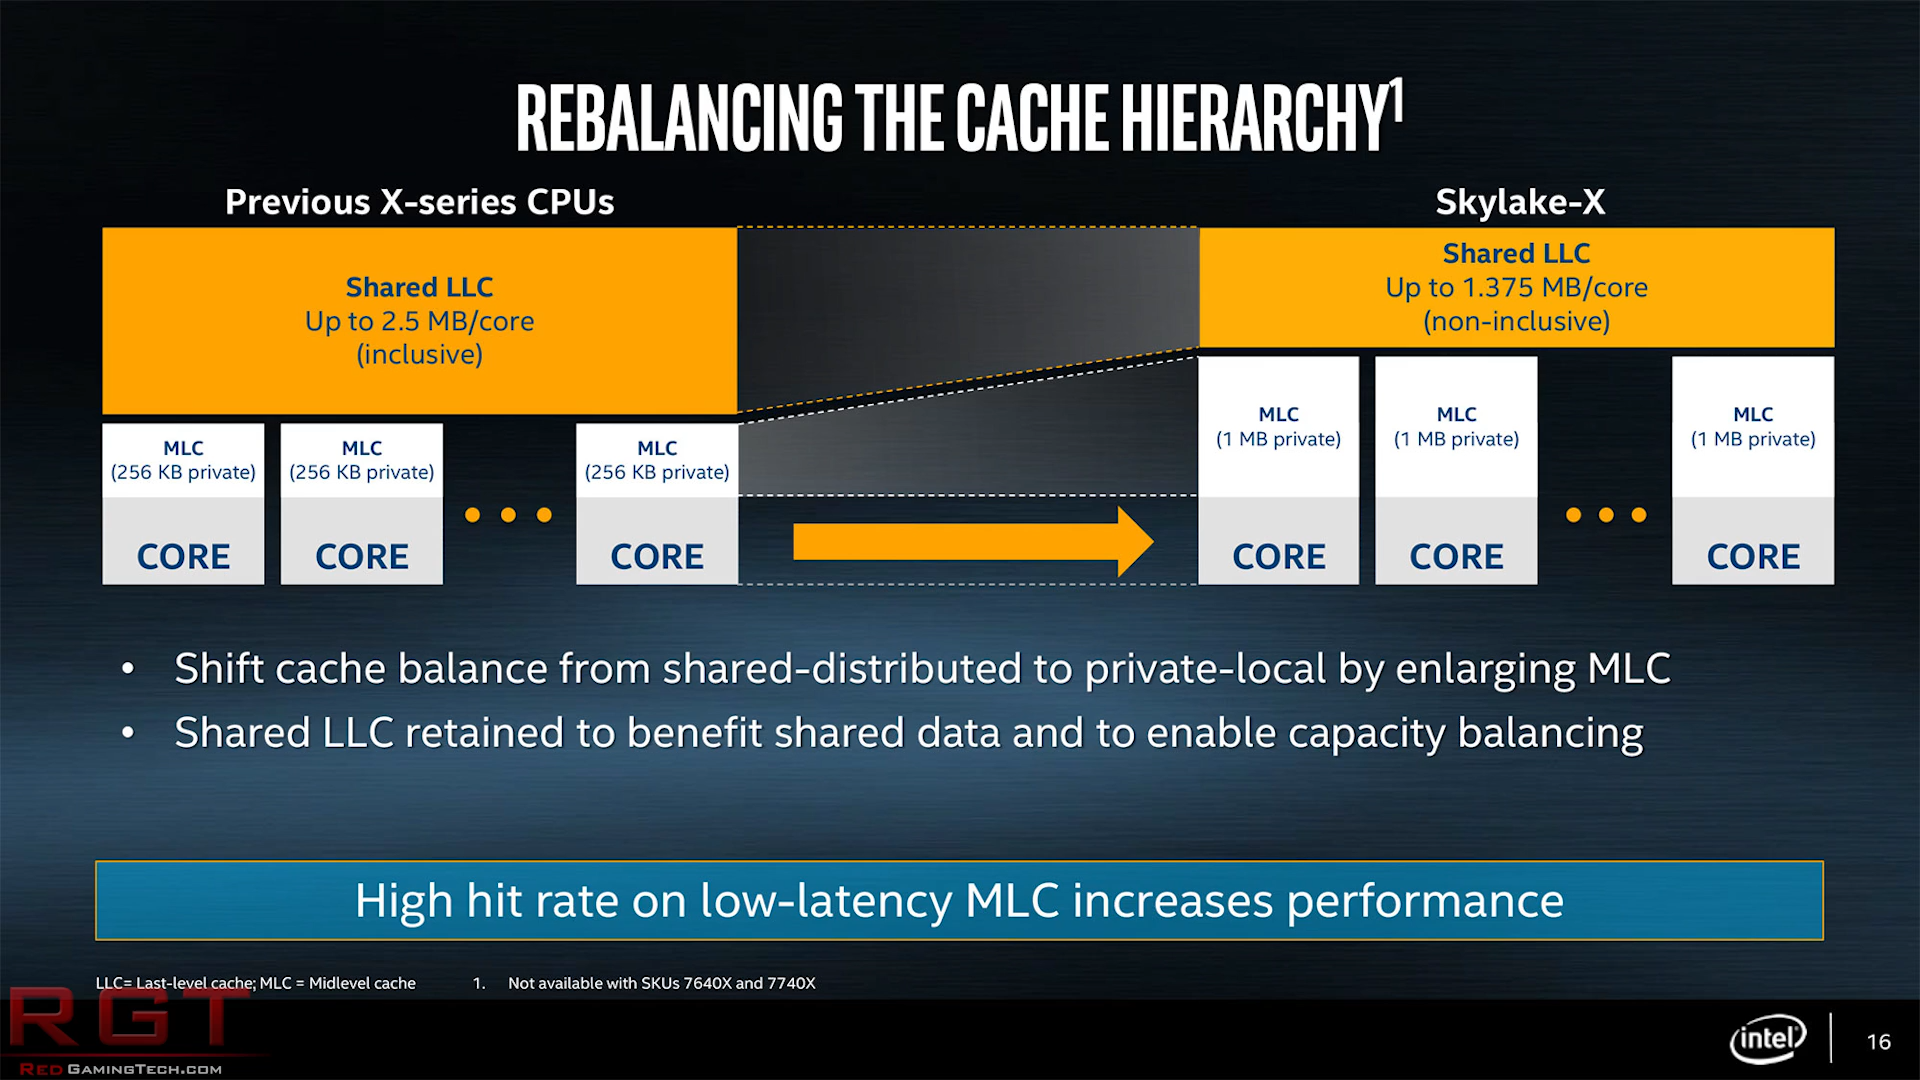 REBALANCING THE CACHE HIERARCHY¹
Previous X-series CPUs
Shared LLC
Up to 2.5 MB/core
(inclusive)
MLC
(256 KB private)
CORE
MLC
(256 KB private)
CORE
MLC
(256 KB private)
CORE
Skylake-X
Shared LLC
Up to 1.375 MB/core
(non-inclusive)
MLC
(1 MB private)
CORE
MLC
(1 MB private)
CORE
MLC
(1 MB private)
CORE
• Shift cache balance from shared-distributed to private-local by enlarging MLC
• Shared LLC retained to benefit shared data and to enable capacity balancing
High hit rate on low-latency MLC increases performance
LLC= Last-level cache; MLC = Midlevel cache
1. Not available with SKUs 7640X and 7740X
RGT
REDGAMINGTECH.COM
intel
16